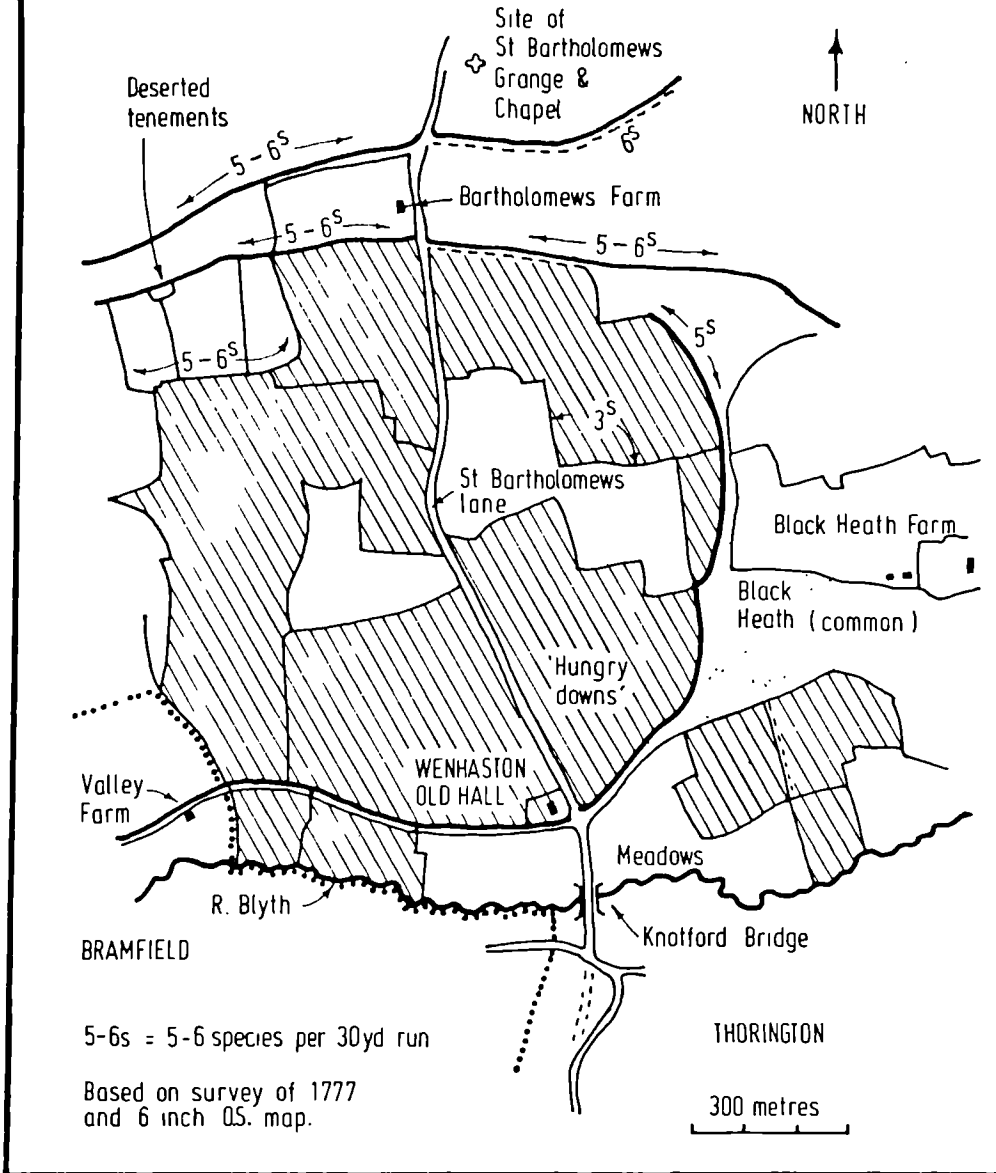 Site of
St Bartholomews
Grange &
Chapel
NORTH
Deserted
tenements
5-6s
6s
Bartholomews Farm
5-6s
5-6s
5s
5-6s
3s
St Bartholomews
lane
Black Heath Farm
Black
Heath (common)
'Hungry
downs'
WENHASTON
OLD HALL
Valley
Farm
Meadows
R. Blyth
Knotford Bridge
BRAMFIELD
5-6s = 5-6 species per 30yd run
THORINGTON
Based on survey of 1777
and 6 inch O.S. map.
300 metres